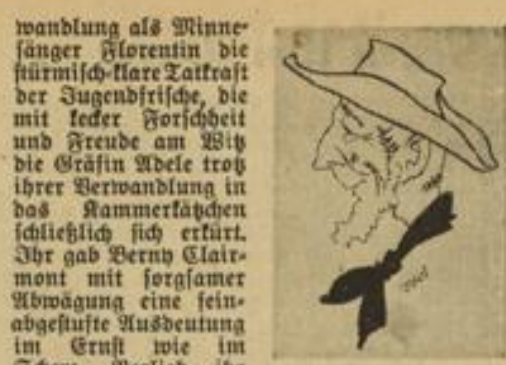 wandlung als Minne-
sänger Florentin die
stürmisch-klare Tatkraft
der Jugendfrische, die
mit kecker Forschheit
und Freude am Witz
die Gräfin Adele trotz
ihrer Verwandlung in
das Kammerkätzchen
schließlich sich erkürt.
Ihr gab Berny Clair-
mont mit sorgsamer
Abwägung eine fein-
abgestufte Ausdeutung
im Ernst wie im